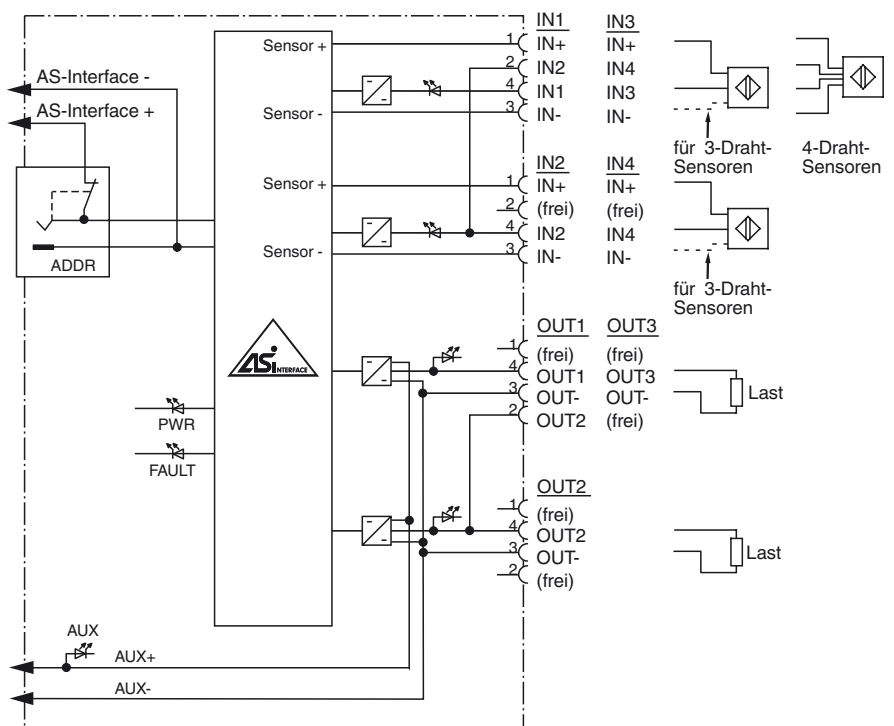 AS-Interface -
AS-Interface +
ADDR
Sensor +
Sensor -
Sensor +
Sensor -
ASi INTERFACE
PWR
FAULT
AUX
AUX+
AUX-
IN1 IN3
1 IN+ IN+
2 IN2 IN4
4 IN1 IN3
3 IN- IN-
für 3-Draht-
Sensoren
4-Draht-
Sensoren
IN2 IN4
1 IN+ IN+
2 (frei) (frei)
4 IN2 IN4
3 IN- IN-
für 3-Draht-
Sensoren
OUT1 OUT3
1 (frei) (frei)
4 OUT1 OUT3
3 OUT- OUT-
2 OUT2 (frei)
Last
OUT2
1 (frei)
4 OUT2
3 OUT-
2 (frei)
Last